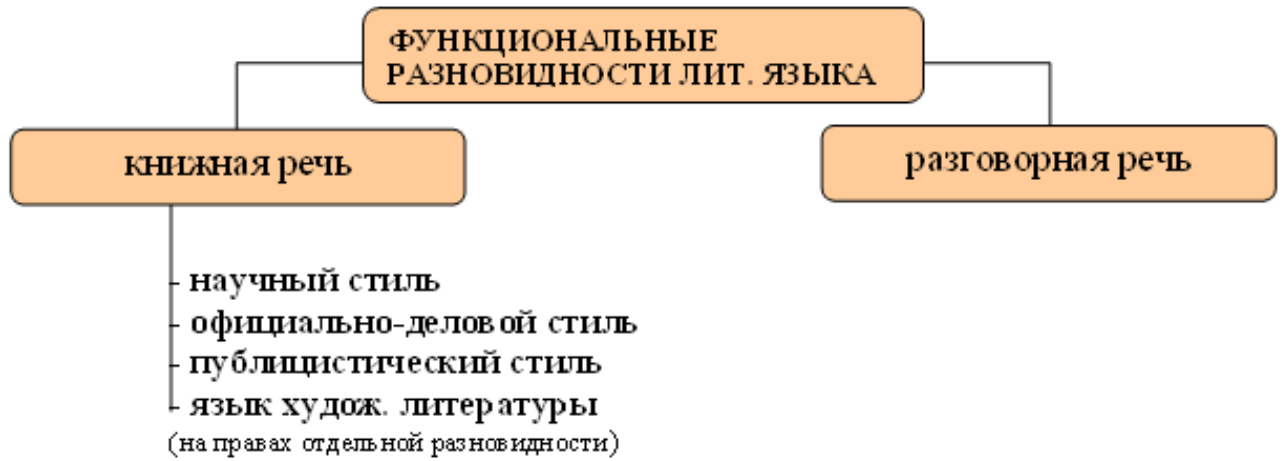 ФУНКЦИОНАЛЬНЫЕ
РАЗНОВИДНОСТИ ЛИТ. ЯЗЫКА
книжная речь
разговорная речь
- научный стиль
- официально-деловой стиль
- публицистический стиль
- язык худож. литературы
(на правах отдельной разновидности)